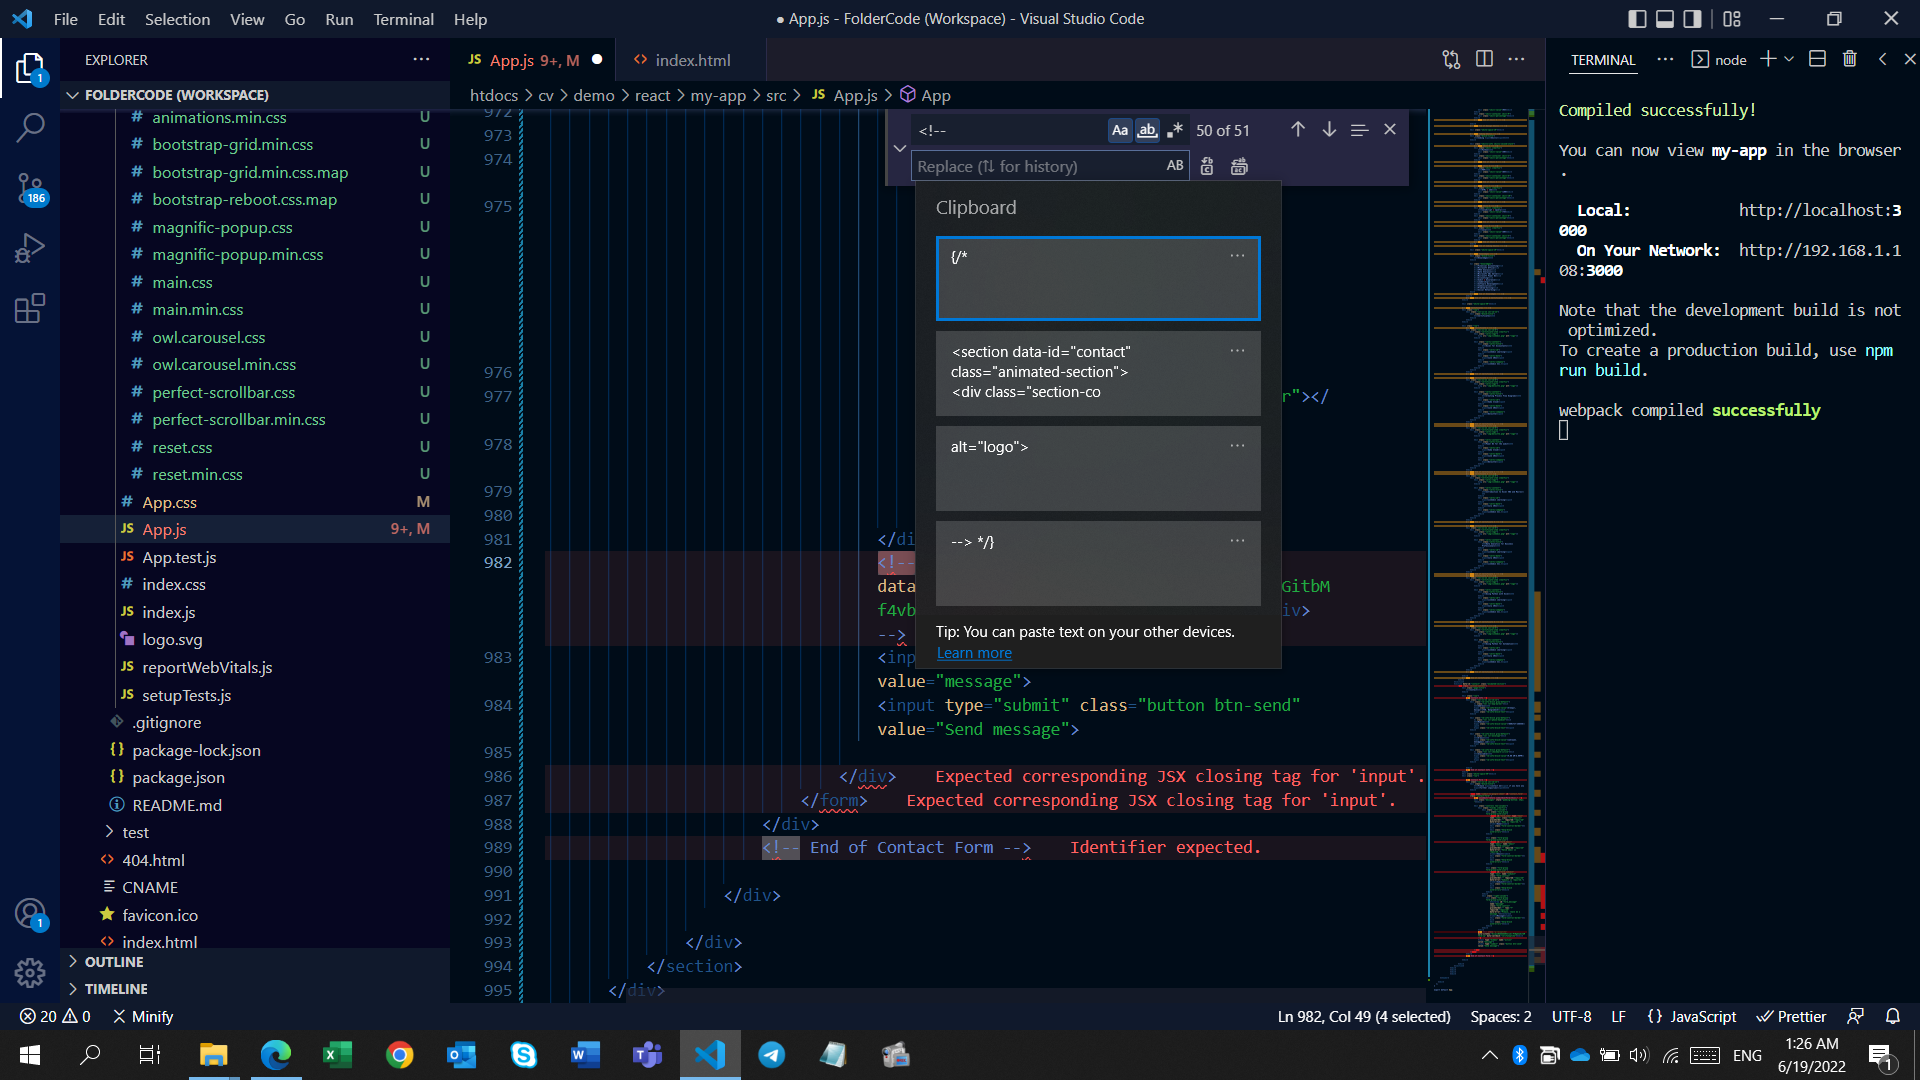 File Edit Selection View Go Run Terminal Help
● App.js - FolderCode (Workspace) - Visual Studio Code
EXPLORER
FOLDERCODE (WORKSPACE)
# animations.min.css U
# bootstrap-grid.min.css U
# bootstrap-grid.min.css.map U
# bootstrap-reboot.css.map U
# magnific-popup.css U
# magnific-popup.min.css U
# main.css U
# main.min.css U
# owl.carousel.css U
# owl.carousel.min.css U
# perfect-scrollbar.css U
# perfect-scrollbar.min.css U
# reset.css U
# reset.min.css U
# App.css M
JS App.js 9+, M
JS App.test.js
# index.css
JS index.js
logo.svg
JS reportWebVitals.js
JS setupTests.js
.gitignore
{} package-lock.json
{} package.json
README.md
test
404.html
CNAME
favicon.ico
index.html
OUTLINE
TIMELINE
1
186
1
JS App.js 9+, M
<> index.html
htdocs > cv > demo > react > my-app > src > JS App.js > App
<!--
Aa ab 50 of 51
Replace (⇅ for history) AB
Clipboard
{/*
<section data-id="contact"
class="animated-section">
<div class="section-co
alt="logo">
--> */}
Tip: You can paste text on your other devices.
Learn more
972
973
974
975
976
977 r"></
978
979
980
981 </di
982 <!--
data GitbM
f4vb iv>
-->
983 <inp
value="message">
984 <input type="submit" class="button btn-send"
value="Send message">
985
986 </div> Expected corresponding JSX closing tag for 'input'.
987 </form> Expected corresponding JSX closing tag for 'input'.
988 </div>
989 <!-- End of Contact Form --> Identifier expected.
990
991 </div>
992
993 </div>
994 </section>
995 </div>
TERMINAL
node
Compiled successfully!
You can now view my-app in the browser
.
Local: http://localhost:3
000
On Your Network: http://192.168.1.1
08:3000
Note that the development build is not
optimized.
To create a production build, use npm
run build.
webpack compiled successfully
20 0 Minify
Ln 982, Col 49 (4 selected) Spaces: 2 UTF-8 LF {} JavaScript Prettier
ENG
1:26 AM
6/19/2022
1